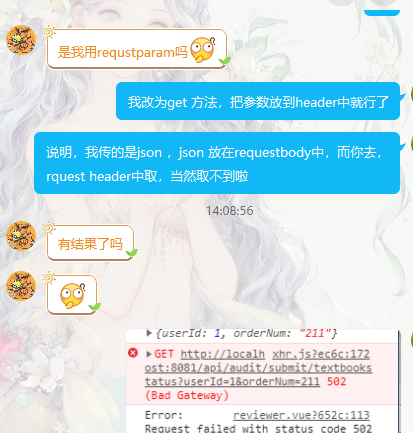 是我用requstparam吗
我改为get 方法，把参数放到header中就行了
说明，我传的是json ，json 放在requestbody中，而你去，
rquest header中取，当然取不到啦
14:08:56
有结果了吗
{userId: 1, orderNum: "211"}
GET http://localh xhr.js?ec6c:172
ost:8081/api/audit/submit/textbooks
tatus?userId=1&orderNum=211 502
(Bad Gateway)
Error: reviewer.vue?652c:113
Request failed with status code 502